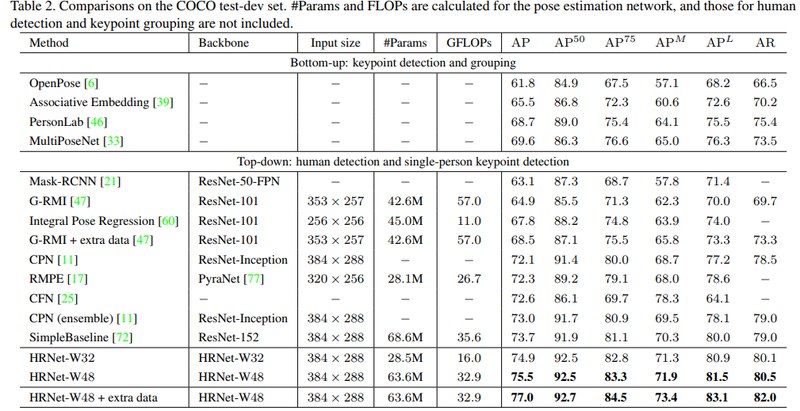 Table 2. Comparisons on the COCO test-dev set. #Params and FLOPs are calculated for the pose estimation network, and those for human
detection and keypoint grouping are not included.
Method Backbone Input size #Params GFLOPs AP AP50 AP75 APM APL AR
Bottom-up: keypoint detection and grouping
OpenPose [6] − − − − 61.8 84.9 67.5 57.1 68.2 66.5
Associative Embedding [39] − − − − 65.5 86.8 72.3 60.6 72.6 70.2
PersonLab [46] − − − − 68.7 89.0 75.4 64.1 75.5 75.4
MultiPoseNet [33] − − − − 69.6 86.3 76.6 65.0 76.3 73.5
Top-down: human detection and single-person keypoint detection
Mask-RCNN [21] ResNet-50-FPN − − − 63.1 87.3 68.7 57.8 71.4 −
G-RMI [47] ResNet-101 353 × 257 42.6M 57.0 64.9 85.5 71.3 62.3 70.0 69.7
Integral Pose Regression [60] ResNet-101 256 × 256 45.0M 11.0 67.8 88.2 74.8 63.9 74.0 −
G-RMI + extra data [47] ResNet-101 353 × 257 42.6M 57.0 68.5 87.1 75.5 65.8 73.3 73.3
CPN [11] ResNet-Inception 384 × 288 − − 72.1 91.4 80.0 68.7 77.2 78.5
RMPE [17] PyraNet [77] 320 × 256 28.1M 26.7 72.3 89.2 79.1 68.0 78.6 −
CFN [25] − − − − 72.6 86.1 69.7 78.3 64.1 −
CPN (ensemble) [11] ResNet-Inception 384 × 288 − − 73.0 91.7 80.9 69.5 78.1 79.0
SimpleBaseline [72] ResNet-152 384 × 288 68.6M 35.6 73.7 91.9 81.1 70.3 80.0 79.0
HRNet-W32 HRNet-W32 384 × 288 28.5M 16.0 74.9 92.5 82.8 71.3 80.9 80.1
HRNet-W48 HRNet-W48 384 × 288 63.6M 32.9 75.5 92.5 83.3 71.9 81.5 80.5
HRNet-W48 + extra data HRNet-W48 384 × 288 63.6M 32.9 77.0 92.7 84.5 73.4 83.1 82.0